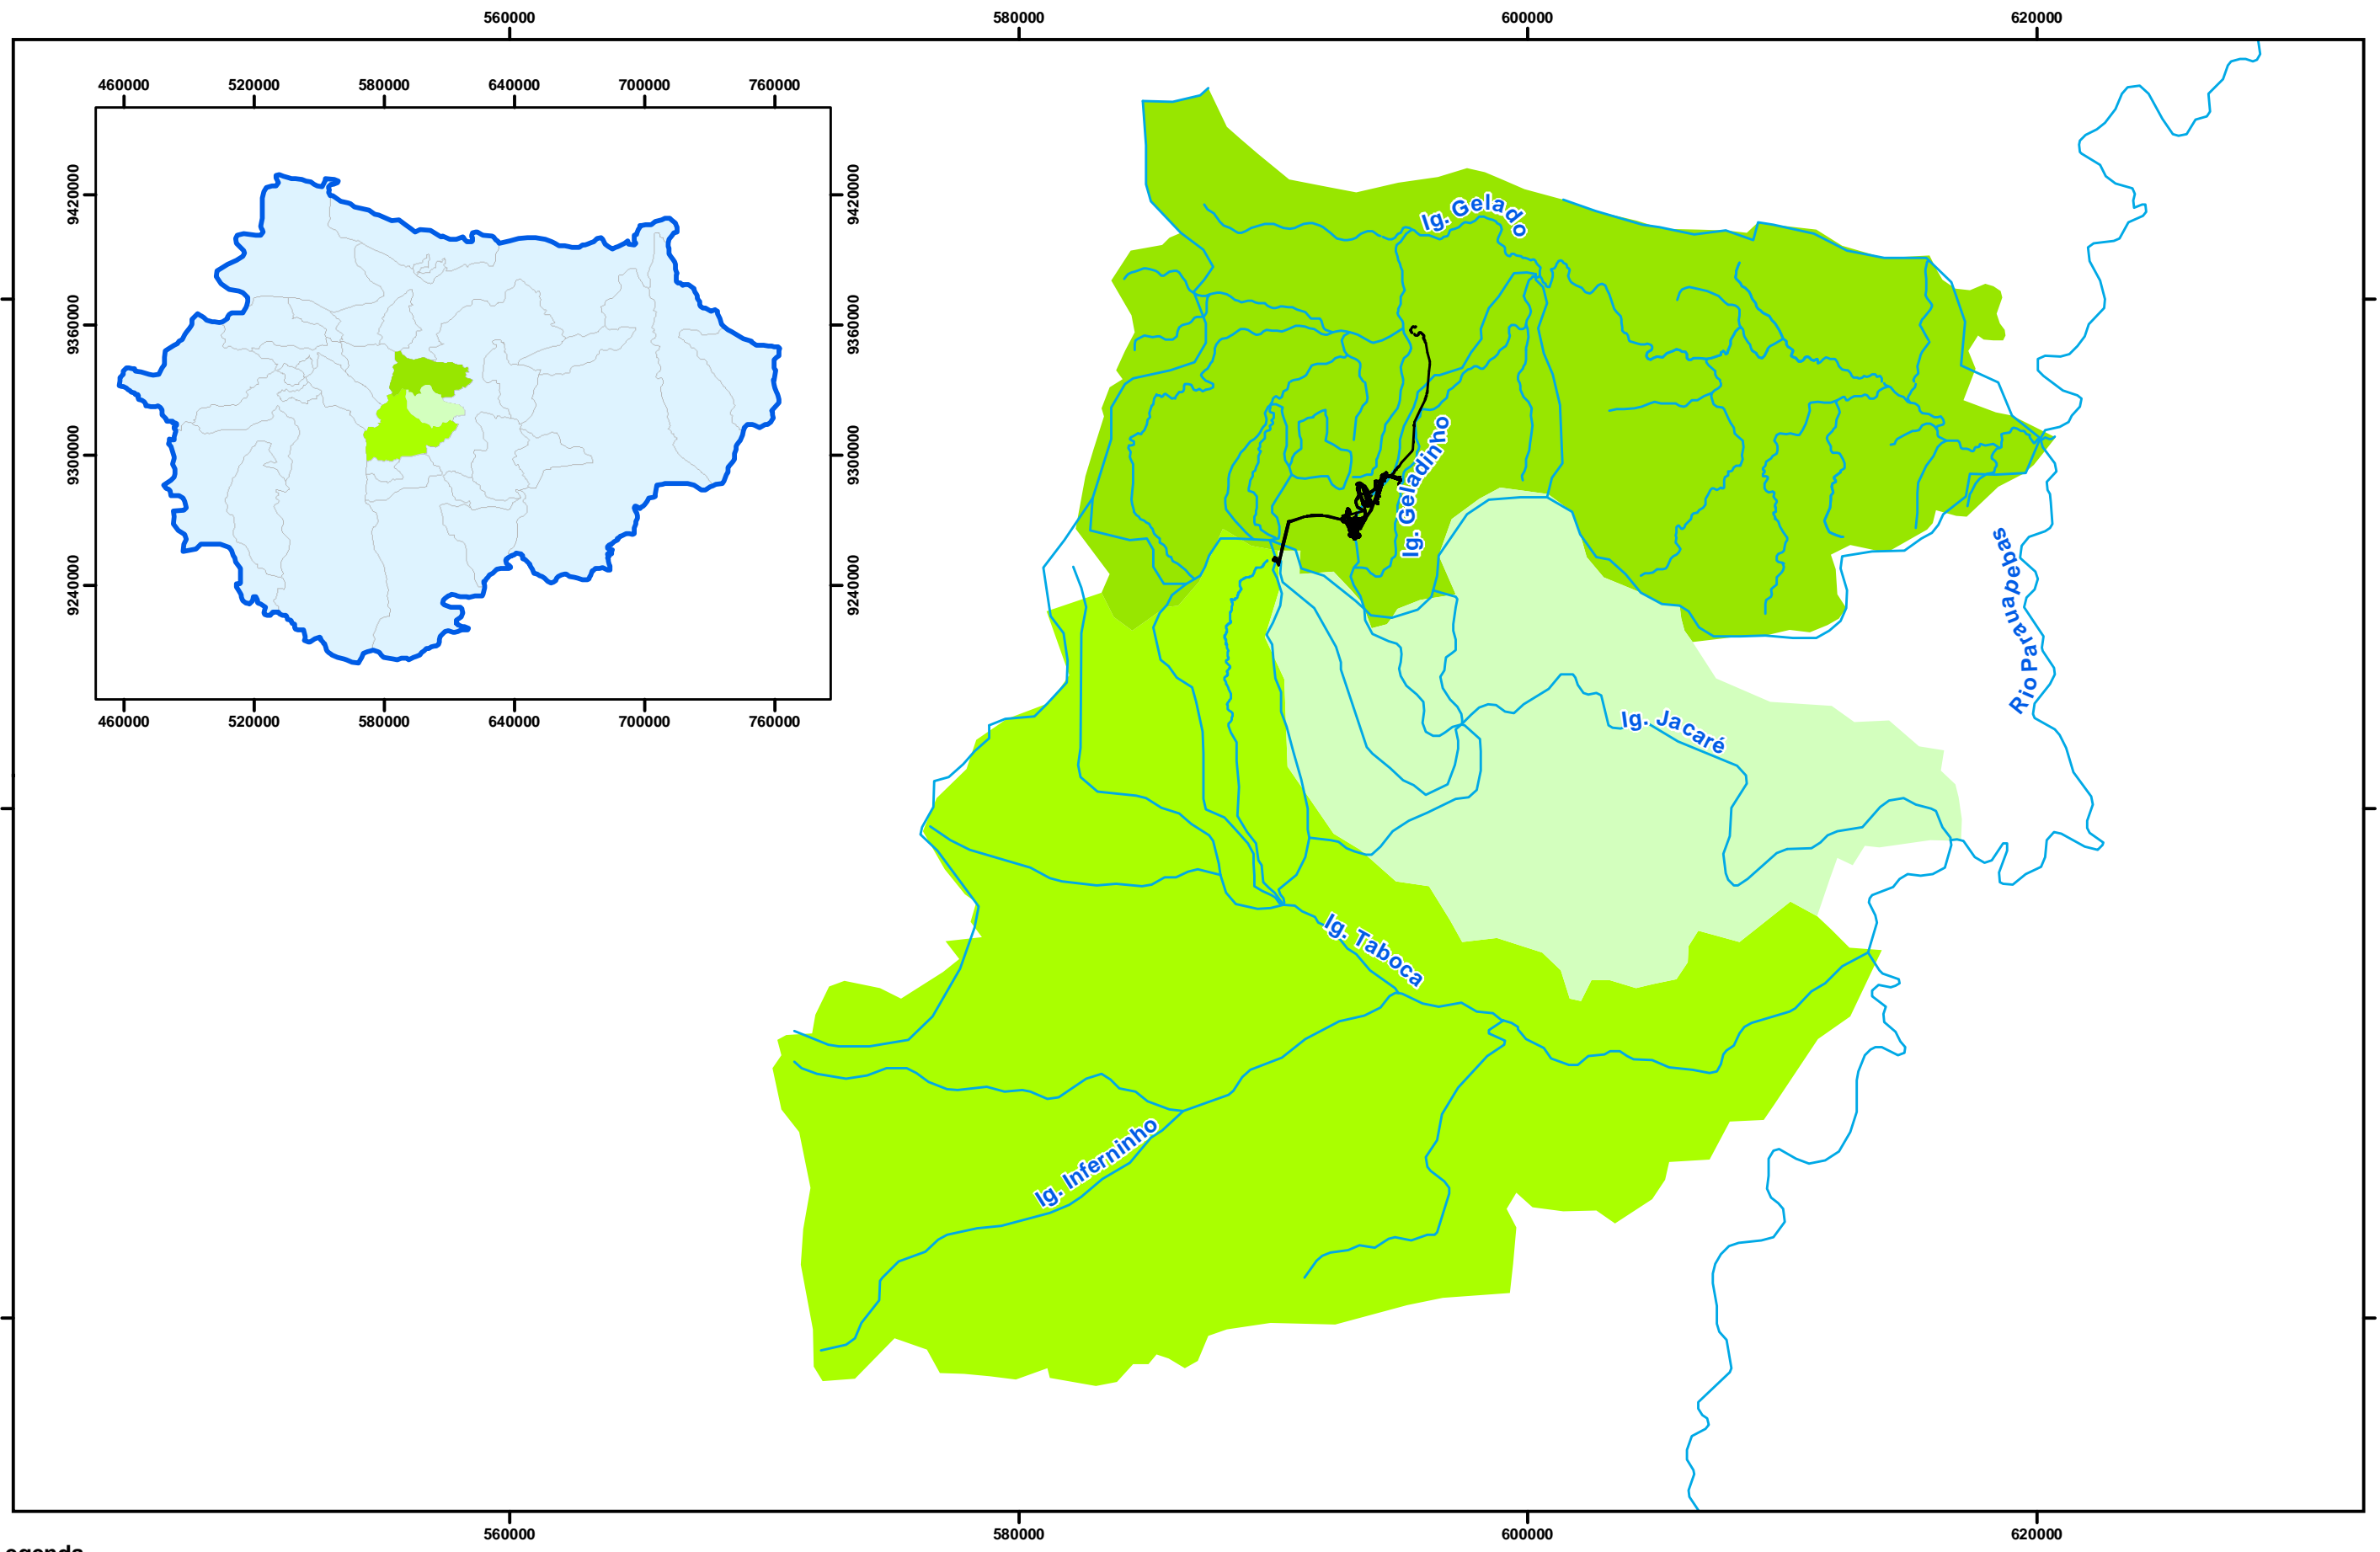 560000 580000 600000 620000
460000 520000 580000 640000 700000 760000
9420000 9420000
9360000 9360000
9300000 9300000
9240000 9240000
460000 520000 580000 640000 700000 760000
Ig. Gelado
Ig. Geladinho
Rio Parauapebas
Ig. Jacaré
Ig. Taboca
Ig. Inferninho
560000 580000 600000 620000